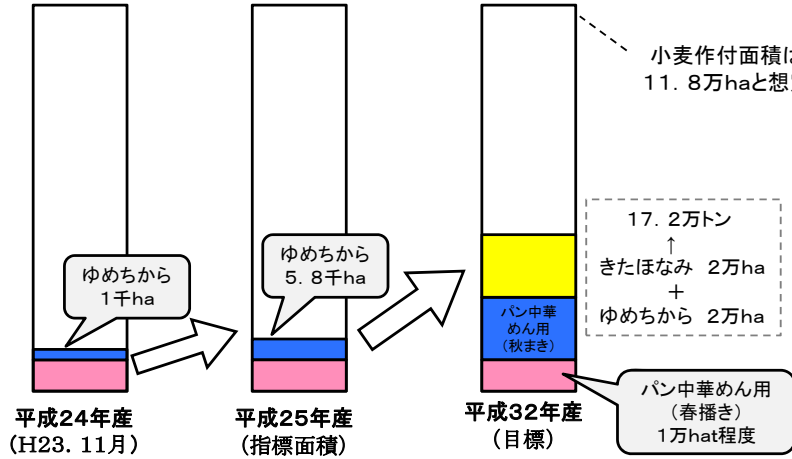 小麦作付面積は
11．8万haと想
17．2万トン
↑
きたほなみ 2万ha
＋
ゆめちから 2万ha
ゆめちから
1千ha
ゆめちから
5．8千ha
パン中華
めん用
（秋まき）
パン中華めん用
（春播き）
1万hat程度
平成24年産
（H23．11月）
平成25年産
（指標面積）
平成32年産
（目標）